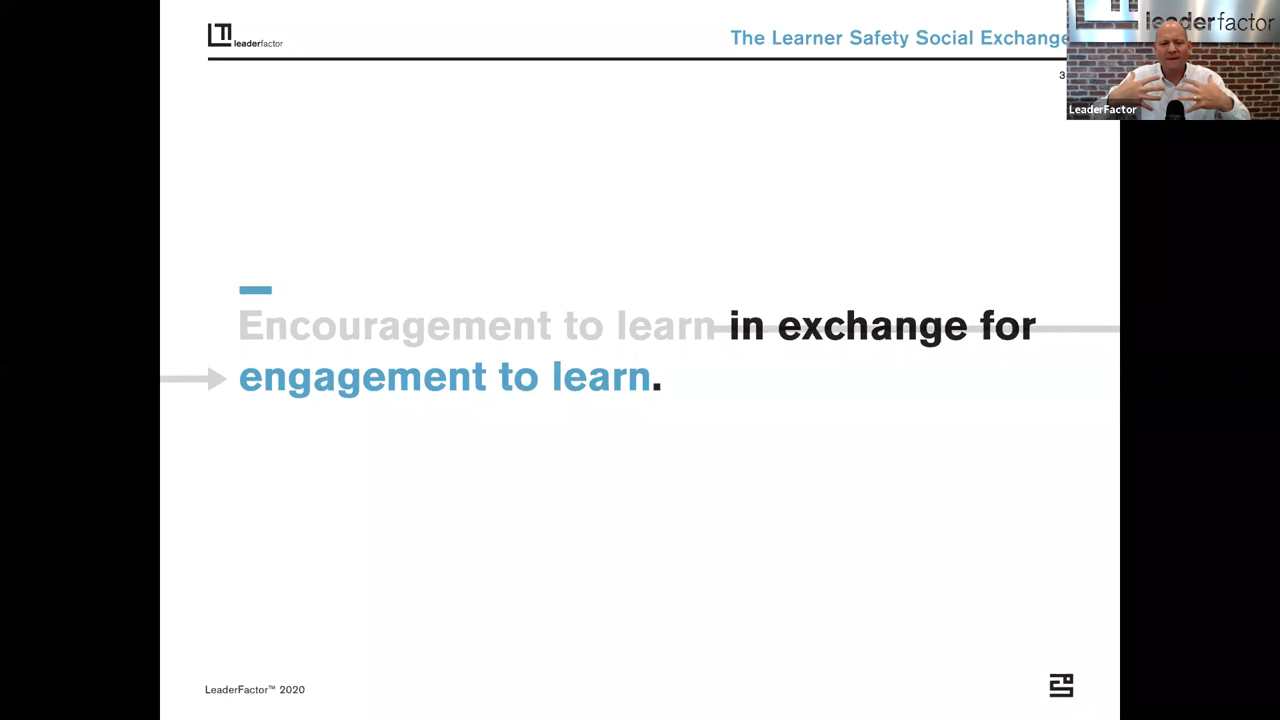 leaderfactor
The Learner Safety Social Exchange
leaderfactor
3
LeaderFactor
Encouragement to learn in exchange for
engagement to learn.
LeaderFactor™ 2020